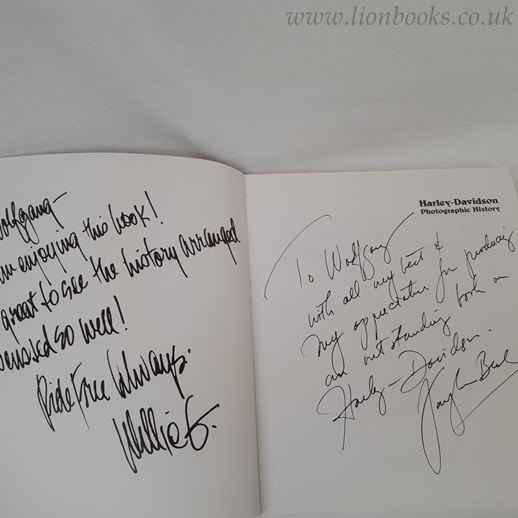 www.lionbooks.co.uk
olfgang-
m enjoying this book!
great to see the history arranged
so well!
Ride Free Always.
Willie G.
Harley-Davidson
Photographic History
To Wolfgang
with all my best &
my appreciation for producing
an outstanding book on
Harley-Davidson.